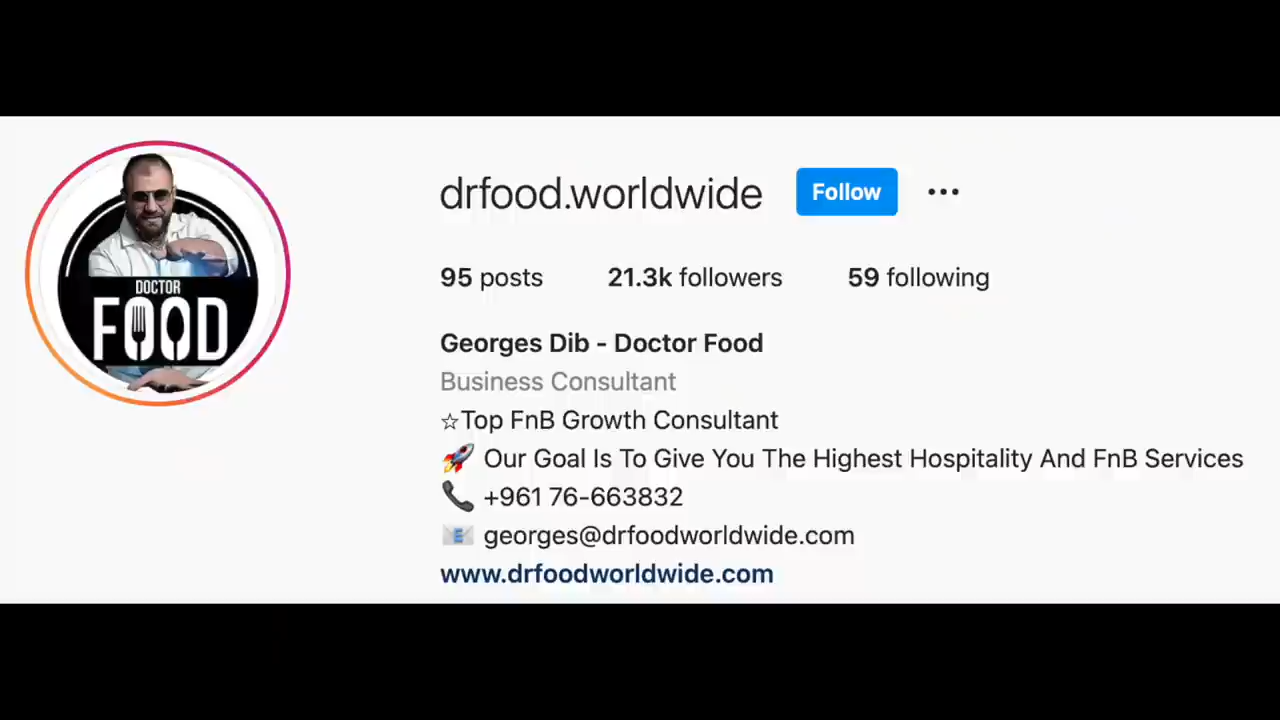 DOCTOR
FOOD
drfood.worldwide Follow
95 posts 21.3k followers 59 following
Georges Dib - Doctor Food
Business Consultant
☆Top FnB Growth Consultant
🚀 Our Goal Is To Give You The Highest Hospitality And FnB Services
📞 +961 76-663832
📧 georges@drfoodworldwide.com
www.drfoodworldwide.com